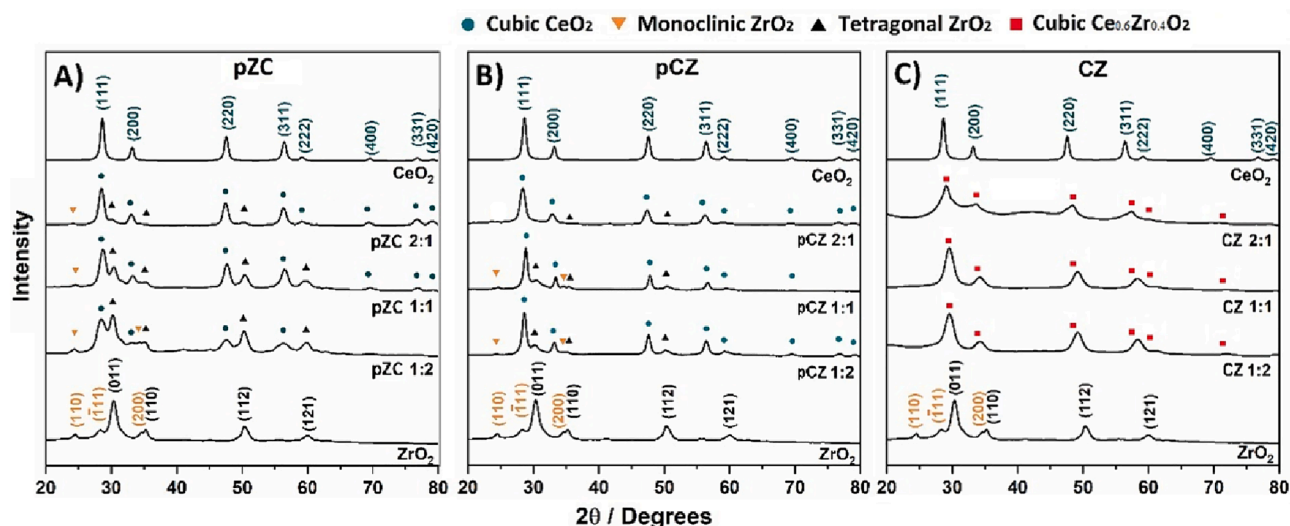 Cubic CeO₂ Monoclinic ZrO₂ Tetragonal ZrO₂ Cubic Ce₀.₆Zr₀.₄O₂
A) pZC
(111)
(200)
(220)
(311)
(222)
(400)
(331)
(420)
CeO₂
pZC 2:1
pZC 1:1
pZC 1:2
(110)
(1̄11)
(011)
(200)
(110)
(112)
(121)
ZrO₂
20 30 40 50 60 70 80
B) pCZ
(111)
(200)
(220)
(311)
(222)
(400)
(331)
(420)
CeO₂
pCZ 2:1
pCZ 1:1
pCZ 1:2
(110)
(1̄11)
(011)
(200)
(110)
(112)
(121)
ZrO₂
20 30 40 50 60 70 80
C) CZ
(111)
(200)
(220)
(311)
(222)
(400)
(331)
(420)
CeO₂
CZ 2:1
CZ 1:1
CZ 1:2
(110)
(1̄11)
(011)
(200)
(110)
(112)
(121)
ZrO₂
20 30 40 50 60 70 80
Intensity
2θ / Degrees